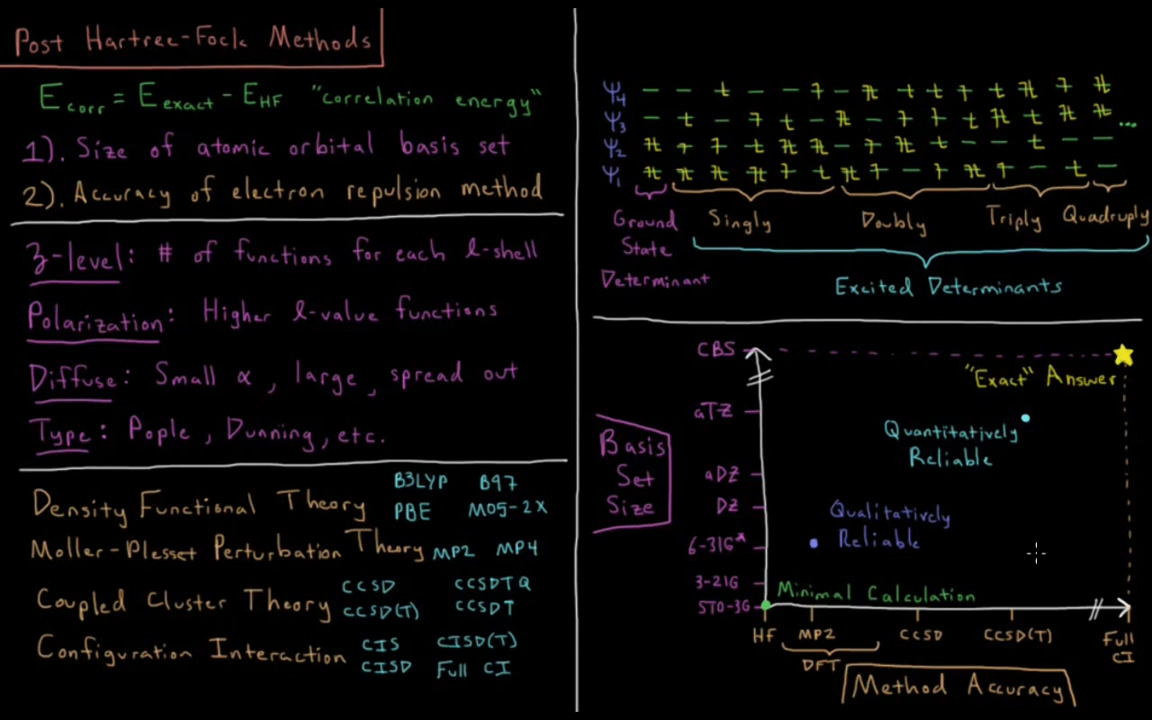 Post Hartree-Fock Methods
E_corr = E_exact - E_HF "correlation energy"
1). Size of atomic orbital basis set
2). Accuracy of electron repulsion method
z-level: # of functions for each l-shell
Polarization: Higher l-value functions
Diffuse: Small α, large, spread out
Type: Pople, Dunning, etc.
Density Functional Theory
B3LYP B97
PBE M05-2X
Moller-Plesset Perturbation Theory MP2 MP4
Coupled Cluster Theory
CCSD CCSDTQ
CCSD(T) CCSDT
Configuration Interaction
CIS CISD(T)
CISD Full CI
Ψ4
Ψ3 ...
Ψ2
Ψ1
Ground State Determinant
Singly Doubly Triply Quadruply
Excited Determinants
Basis
Set
Size
CBS
aTZ
aDZ
DZ
6-31G*
3-21G
STO-3G
"Exact" Answer
Quantitatively
Reliable
Qualitatively
Reliable
Minimal Calculation
HF MP2 CCSD CCSD(T) Full
CI
DFT
Method Accuracy